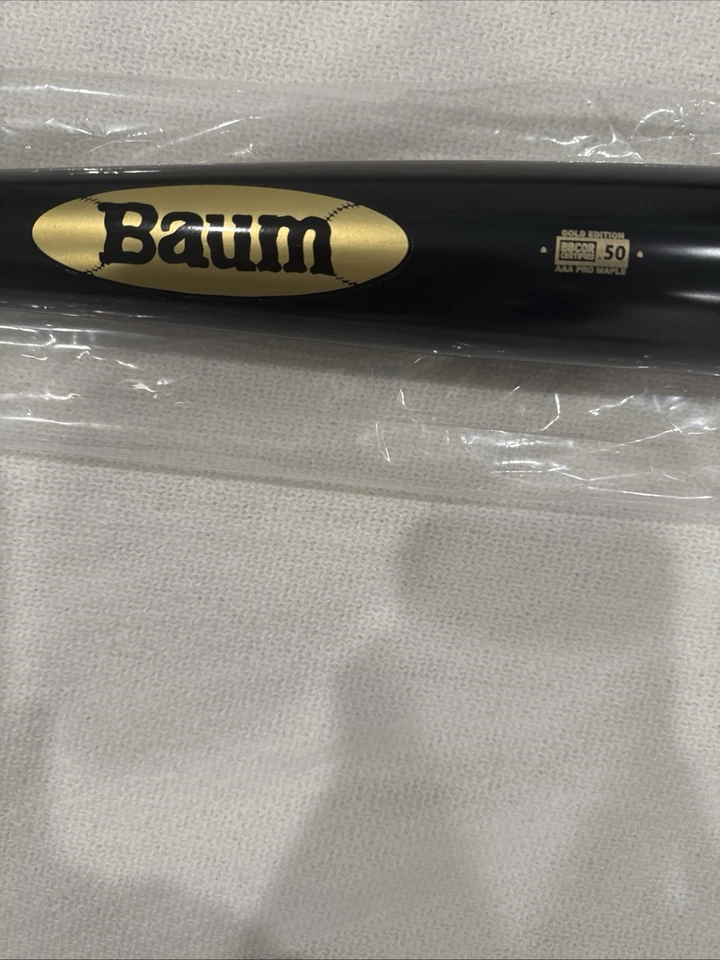 Baum
GOLD EDITION
BBCOR
CERTIFIED
.50
AAA PRO MAPLE